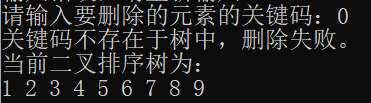 请输入要删除的元素的关键码：0
关键码不存在于树中，删除失败。
当前二叉排序树为：
1 2 3 4 5 6 7 8 9